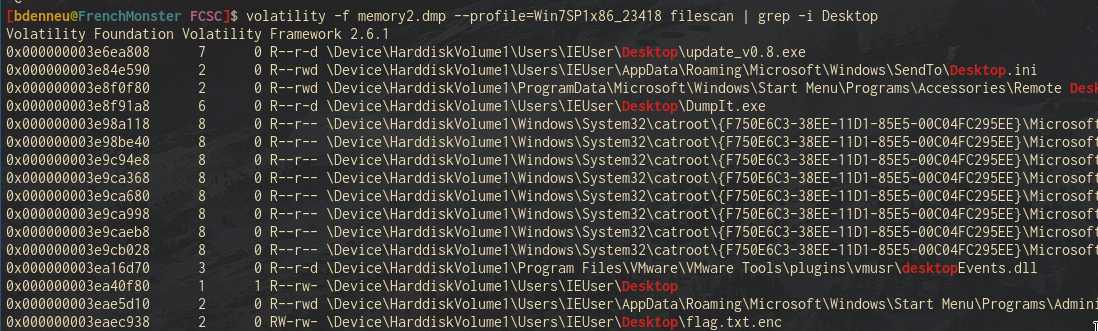 [bdenneu@FrenchMonster FCSC]$ volatility -f memory2.dmp --profile=Win7SP1x86_23418 filescan | grep -i Desktop
Volatility Foundation Volatility Framework 2.6.1
0x000000003e6ea808 7 0 R--r-d \Device\HarddiskVolume1\Users\IEUser\Desktop\update_v0.8.exe
0x000000003e84e590 2 0 R--rwd \Device\HarddiskVolume1\Users\IEUser\AppData\Roaming\Microsoft\Windows\SendTo\Desktop.ini
0x000000003e8f0f80 2 0 R--rwd \Device\HarddiskVolume1\ProgramData\Microsoft\Windows\Start Menu\Programs\Accessories\Remote Desk
0x000000003e8f91a8 6 0 R--r-d \Device\HarddiskVolume1\Users\IEUser\Desktop\DumpIt.exe
0x000000003e98a118 8 0 R--r-- \Device\HarddiskVolume1\Windows\System32\catroot\{F750E6C3-38EE-11D1-85E5-00C04FC295EE}\Microsoft
0x000000003e98be40 8 0 R--r-- \Device\HarddiskVolume1\Windows\System32\catroot\{F750E6C3-38EE-11D1-85E5-00C04FC295EE}\Microsoft
0x000000003e9c94e8 8 0 R--r-- \Device\HarddiskVolume1\Windows\System32\catroot\{F750E6C3-38EE-11D1-85E5-00C04FC295EE}\Microsoft
0x000000003e9ca368 8 0 R--r-- \Device\HarddiskVolume1\Windows\System32\catroot\{F750E6C3-38EE-11D1-85E5-00C04FC295EE}\Microsoft
0x000000003e9ca680 8 0 R--r-- \Device\HarddiskVolume1\Windows\System32\catroot\{F750E6C3-38EE-11D1-85E5-00C04FC295EE}\Microsoft
0x000000003e9ca998 8 0 R--r-- \Device\HarddiskVolume1\Windows\System32\catroot\{F750E6C3-38EE-11D1-85E5-00C04FC295EE}\Microsoft
0x000000003e9caeb8 8 0 R--r-- \Device\HarddiskVolume1\Windows\System32\catroot\{F750E6C3-38EE-11D1-85E5-00C04FC295EE}\Microsoft
0x000000003e9cb028 8 0 R--r-- \Device\HarddiskVolume1\Windows\System32\catroot\{F750E6C3-38EE-11D1-85E5-00C04FC295EE}\Microsoft
0x000000003ea16d70 3 0 R--r-d \Device\HarddiskVolume1\Program Files\VMware\VMware Tools\plugins\vmusr\desktopEvents.dll
0x000000003ea40f80 1 1 R--rw- \Device\HarddiskVolume1\Users\IEUser\Desktop
0x000000003eae5d10 2 0 R--rwd \Device\HarddiskVolume1\Users\IEUser\AppData\Roaming\Microsoft\Windows\Start Menu\Programs\Admini
0x000000003eaec938 2 0 RW-rw- \Device\HarddiskVolume1\Users\IEUser\Desktop\flag.txt.enc